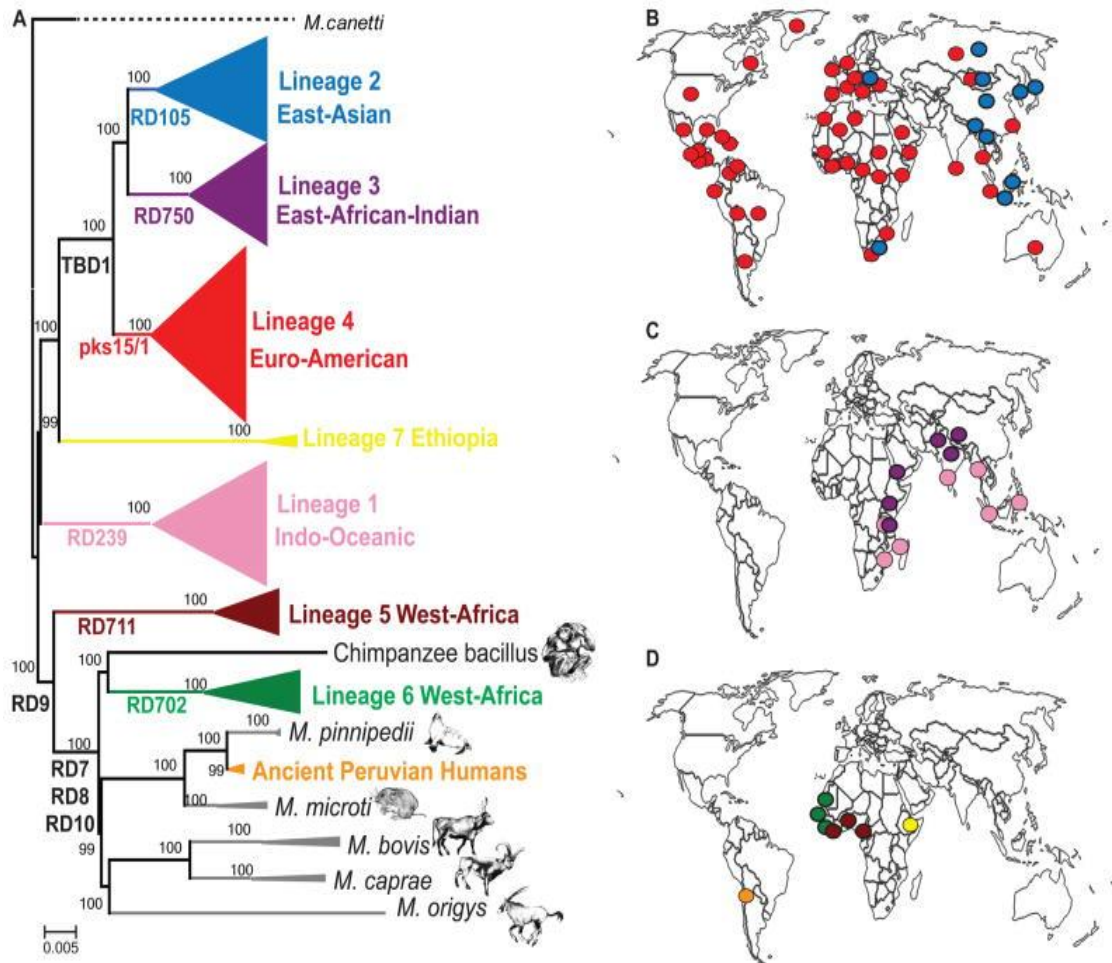 A
M.canetti
100
RD105
Lineage 2
East-Asian
100
100
RD750
Lineage 3
East-African-Indian
100
TBD1
100
pks15/1
Lineage 4
Euro-American
100
99
100
Lineage 7 Ethiopia
100
RD239
Lineage 1
Indo-Oceanic
100
RD711
Lineage 5 West-Africa
100
RD9
100
Chimpanzee bacillus
100
RD702
Lineage 6 West-Africa
100
RD7
RD8
RD10
99
100
M. pinnipedii
100
100
99
Ancient Peruvian Humans
100
M. microti
100
M. bovis
100
100
M. caprae
100
M. origys
0.005
B
C
D